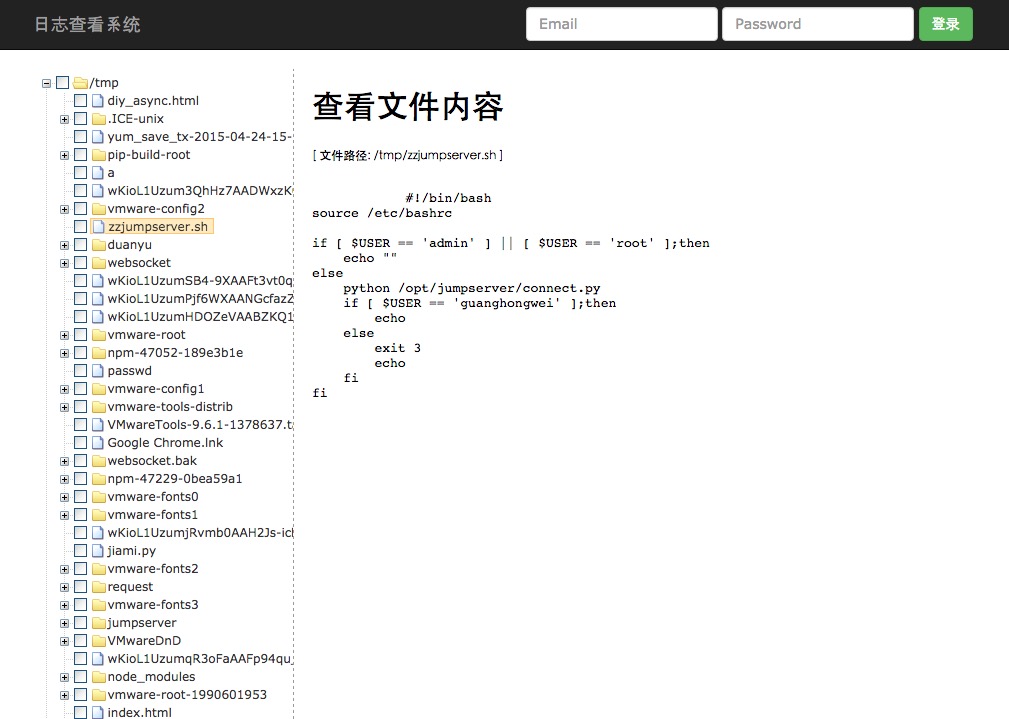 日志查看系统
Email
Password
登录
/tmp
diy_async.html
.ICE-unix
yum_save_tx-2015-04-24-15-
pip-build-root
a
wKioL1Uzum3QhHz7AADWxzK
vmware-config2
zzjumpserver.sh
duanyu
websocket
wKioL1UzumSB4-9XAAFt3vt0q
wKioL1UzumPjf6WXAANGcfazZ
wKioL1UzumHDOZeVAABZKQ1
vmware-root
npm-47052-189e3b1e
passwd
vmware-config1
vmware-tools-distrib
VMwareTools-9.6.1-1378637.t
Google Chrome.lnk
websocket.bak
npm-47229-0bea59a1
vmware-fonts0
vmware-fonts1
wKioL1UzumjRvmb0AAH2Js-ic
jiami.py
vmware-fonts2
request
vmware-fonts3
jumpserver
VMwareDnD
wKioL1UzumqR3oFaAAFp94qu
node_modules
vmware-root-1990601953
index.html
查看文件内容
[ 文件路径: /tmp/zzjumpserver.sh ]
#!/bin/bash
source /etc/bashrc
if [ $USER == 'admin' ] || [ $USER == 'root' ];then
echo ""
else
python /opt/jumpserver/connect.py
if [ $USER == 'guanghongwei' ];then
echo
else
exit 3
echo
fi
fi